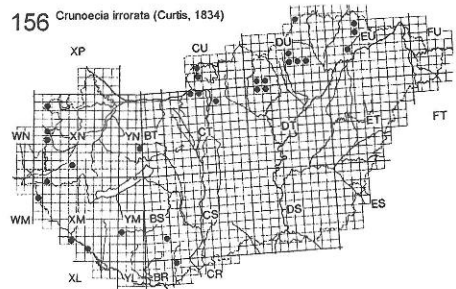 156 Crunoecia irrorata (Curtis, 1834)
XP CU DU EU FU
WN XN YN BT C DT ET FT
WM XM YM BS CS DS ES
XL YL BR CR